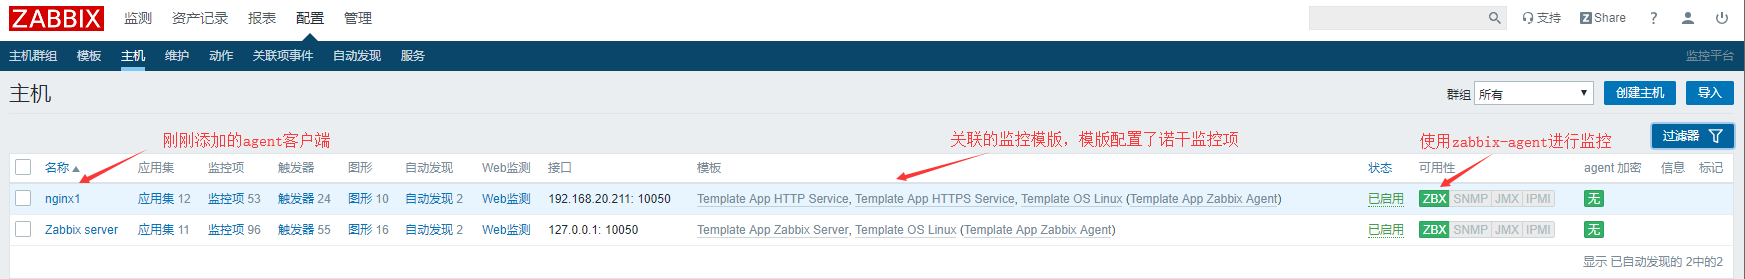 ZABBIX 监测 资产记录 报表 配置 管理 支持 Z Share ?
主机群组 模板 主机 维护 动作 关联项事件 自动发现 服务 监控平台
主机 群组 所有 创建主机 导入
刚刚添加的agent客户端 关联的监控模版，模版配置了诺干监控项 使用zabbix-agent进行监控 过滤器
名称 应用集 监控项 触发器 图形 自动发现 Web监测 接口 模板 状态 可用性 agent 加密 信息 标记
nginx1 应用集 12 监控项 53 触发器 24 图形 10 自动发现 2 Web监测 192.168.20.211: 10050 Template App HTTP Service, Template App HTTPS Service, Template OS Linux (Template App Zabbix Agent) 已启用 ZBX SNMP JMX IPMI 无
Zabbix server 应用集 11 监控项 96 触发器 55 图形 16 自动发现 2 Web监测 127.0.0.1: 10050 Template App Zabbix Server, Template OS Linux (Template App Zabbix Agent) 已启用 ZBX SNMP JMX IPMI 无
显示 已自动发现的 2中的2